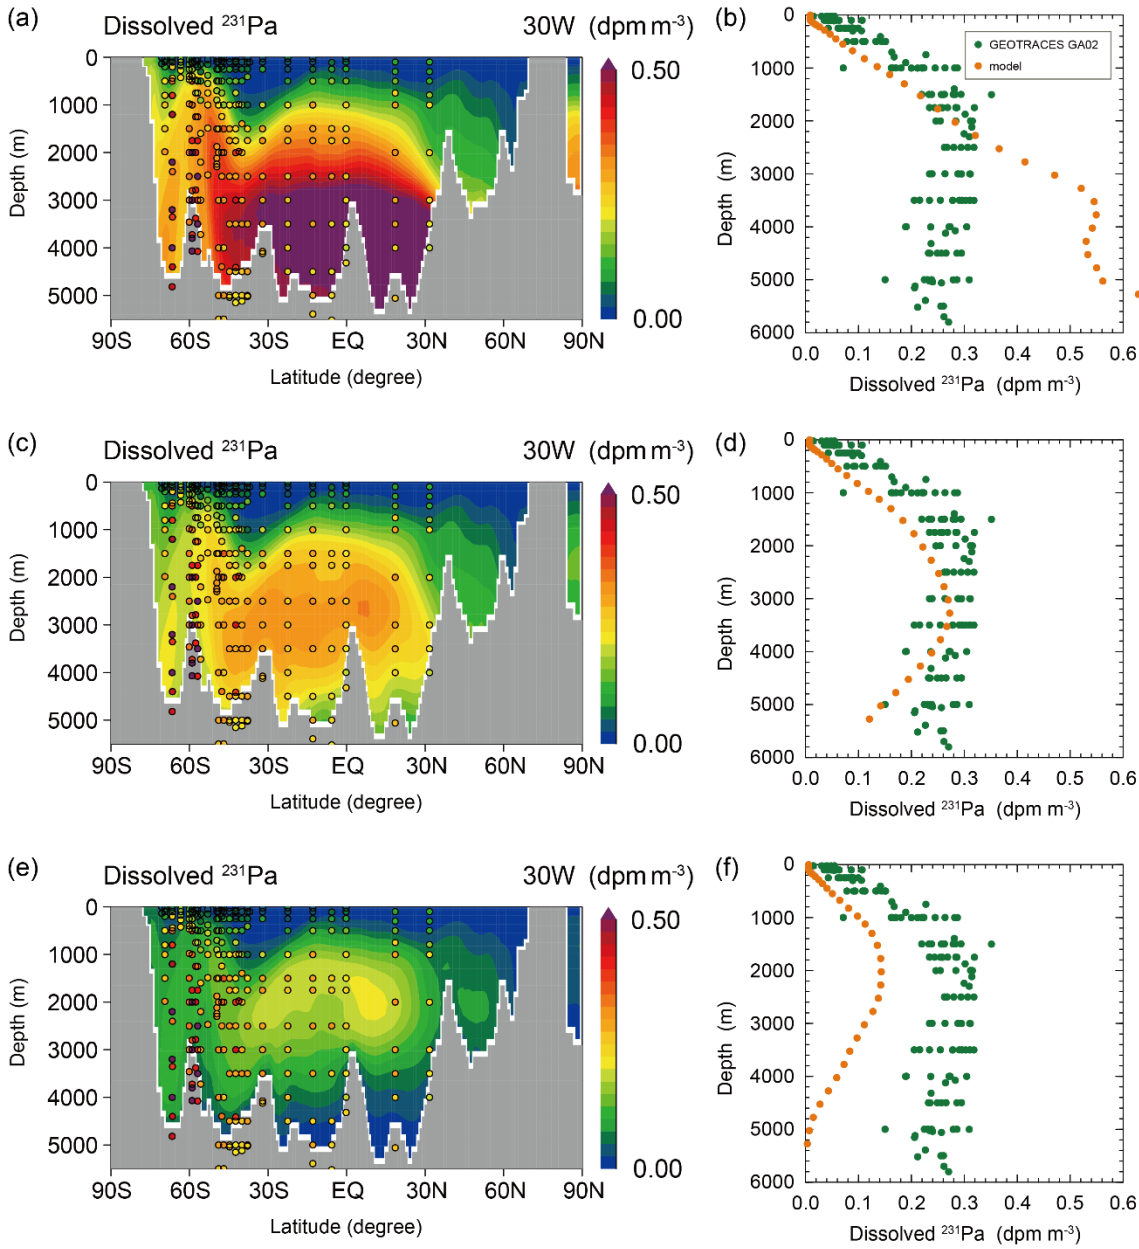 (a) Dissolved ²³¹Pa 30W (dpm m⁻³)
0
1000
2000
3000
4000
5000
Depth (m)
90S 60S 30S EQ 30N 60N 90N
Latitude (degree)
0.50
0.00
(b)
0
1000
2000
3000
4000
5000
6000
Depth (m)
GEOTRACES GA02
model
0.0 0.1 0.2 0.3 0.4 0.5 0.6
Dissolved ²³¹Pa (dpm m⁻³)
(c) Dissolved ²³¹Pa 30W (dpm m⁻³)
0
1000
2000
3000
4000
5000
Depth (m)
90S 60S 30S EQ 30N 60N 90N
Latitude (degree)
0.50
0.00
(d)
0
1000
2000
3000
4000
5000
6000
Depth (m)
0.0 0.1 0.2 0.3 0.4 0.5 0.6
Dissolved ²³¹Pa (dpm m⁻³)
(e) Dissolved ²³¹Pa 30W (dpm m⁻³)
0
1000
2000
3000
4000
5000
Depth (m)
90S 60S 30S EQ 30N 60N 90N
Latitude (degree)
0.50
0.00
(f)
0
1000
2000
3000
4000
5000
6000
Depth (m)
0.0 0.1 0.2 0.3 0.4 0.5 0.6
Dissolved ²³¹Pa (dpm m⁻³)